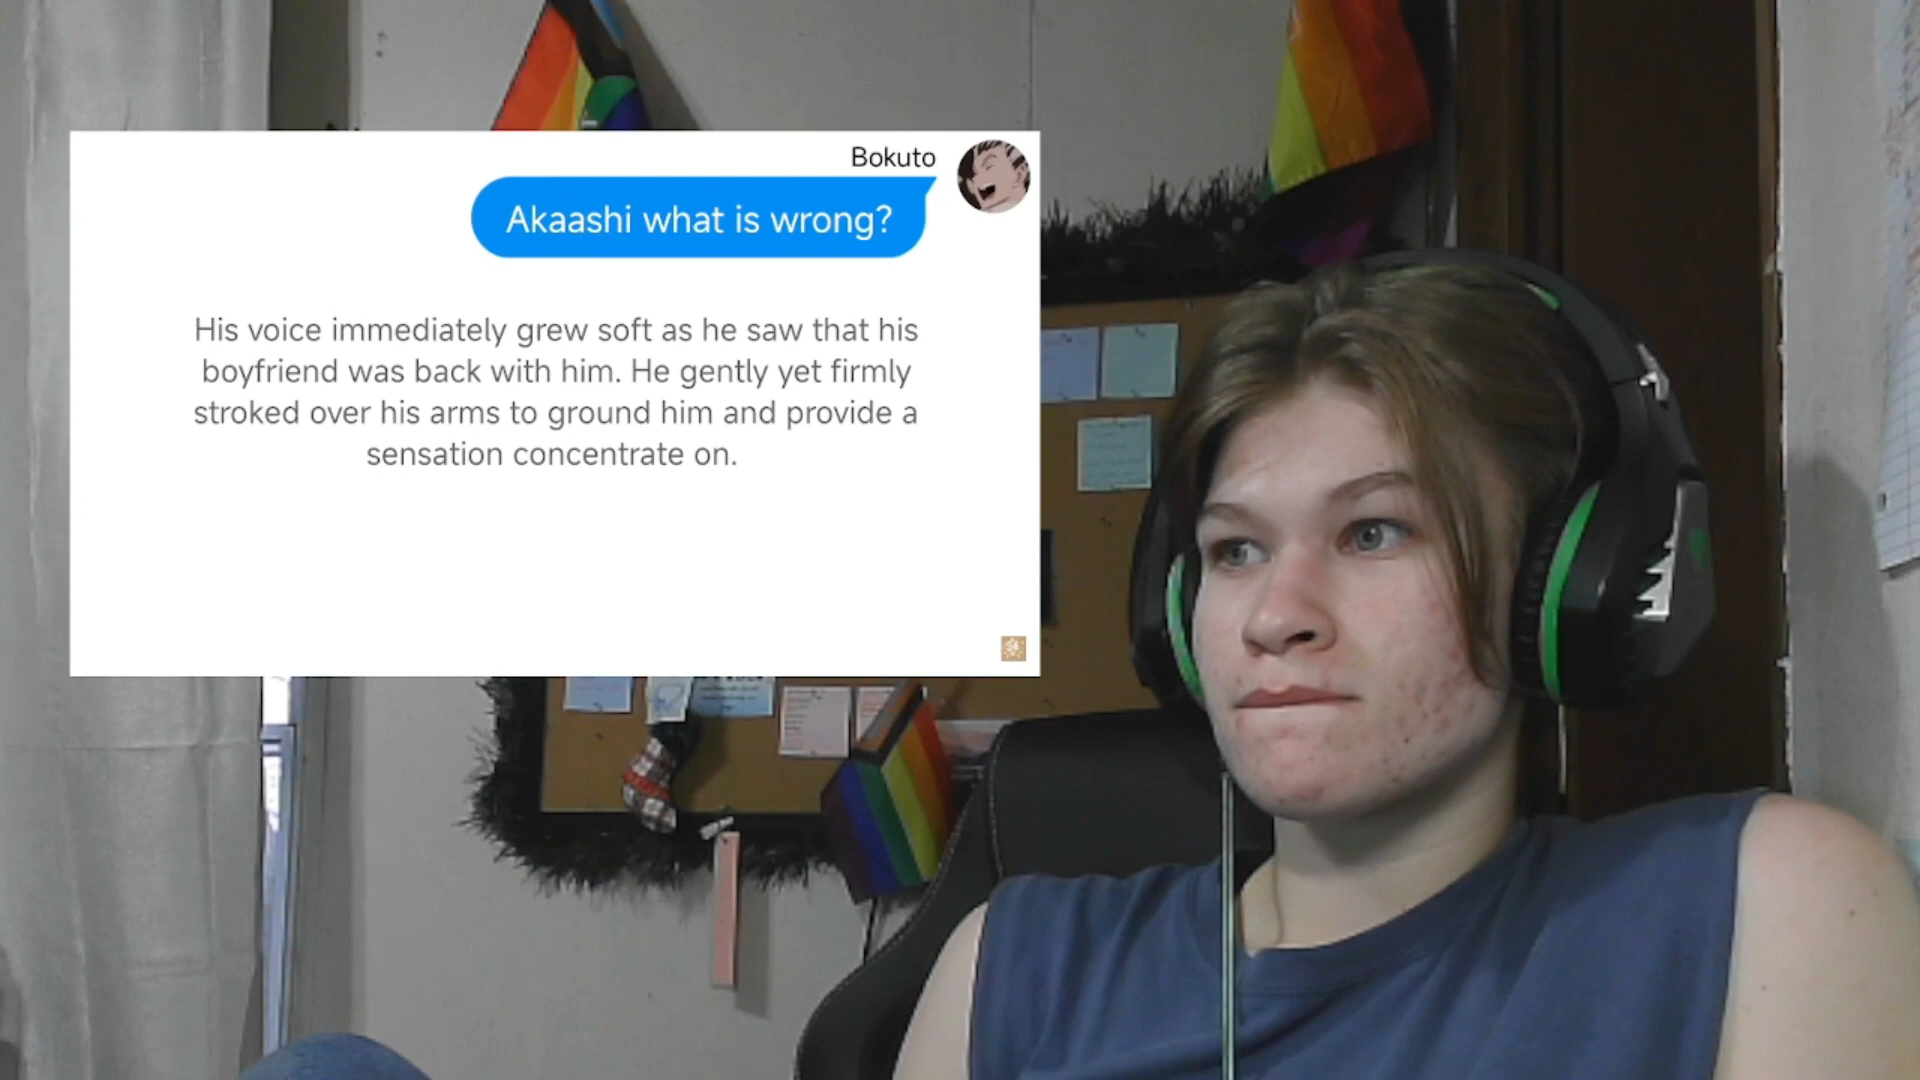 Bokuto
Akaashi what is wrong?
His voice immediately grew soft as he saw that his
boyfriend was back with him. He gently yet firmly
stroked over his arms to ground him and provide a
sensation concentrate on.